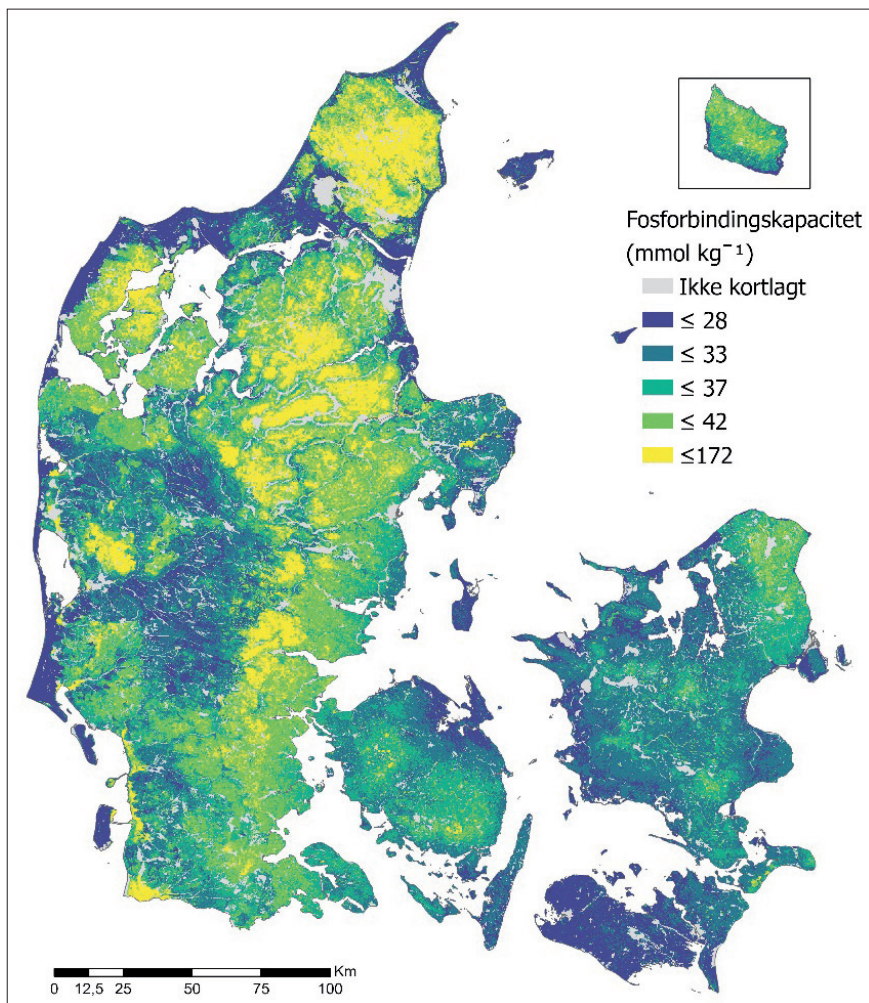 Fosforbindingskapacitet
(mmol kg⁻¹)
Ikke kortlagt
≤ 28
≤ 33
≤ 37
≤ 42
≤172
Km
0 12,5 25 50 75 100